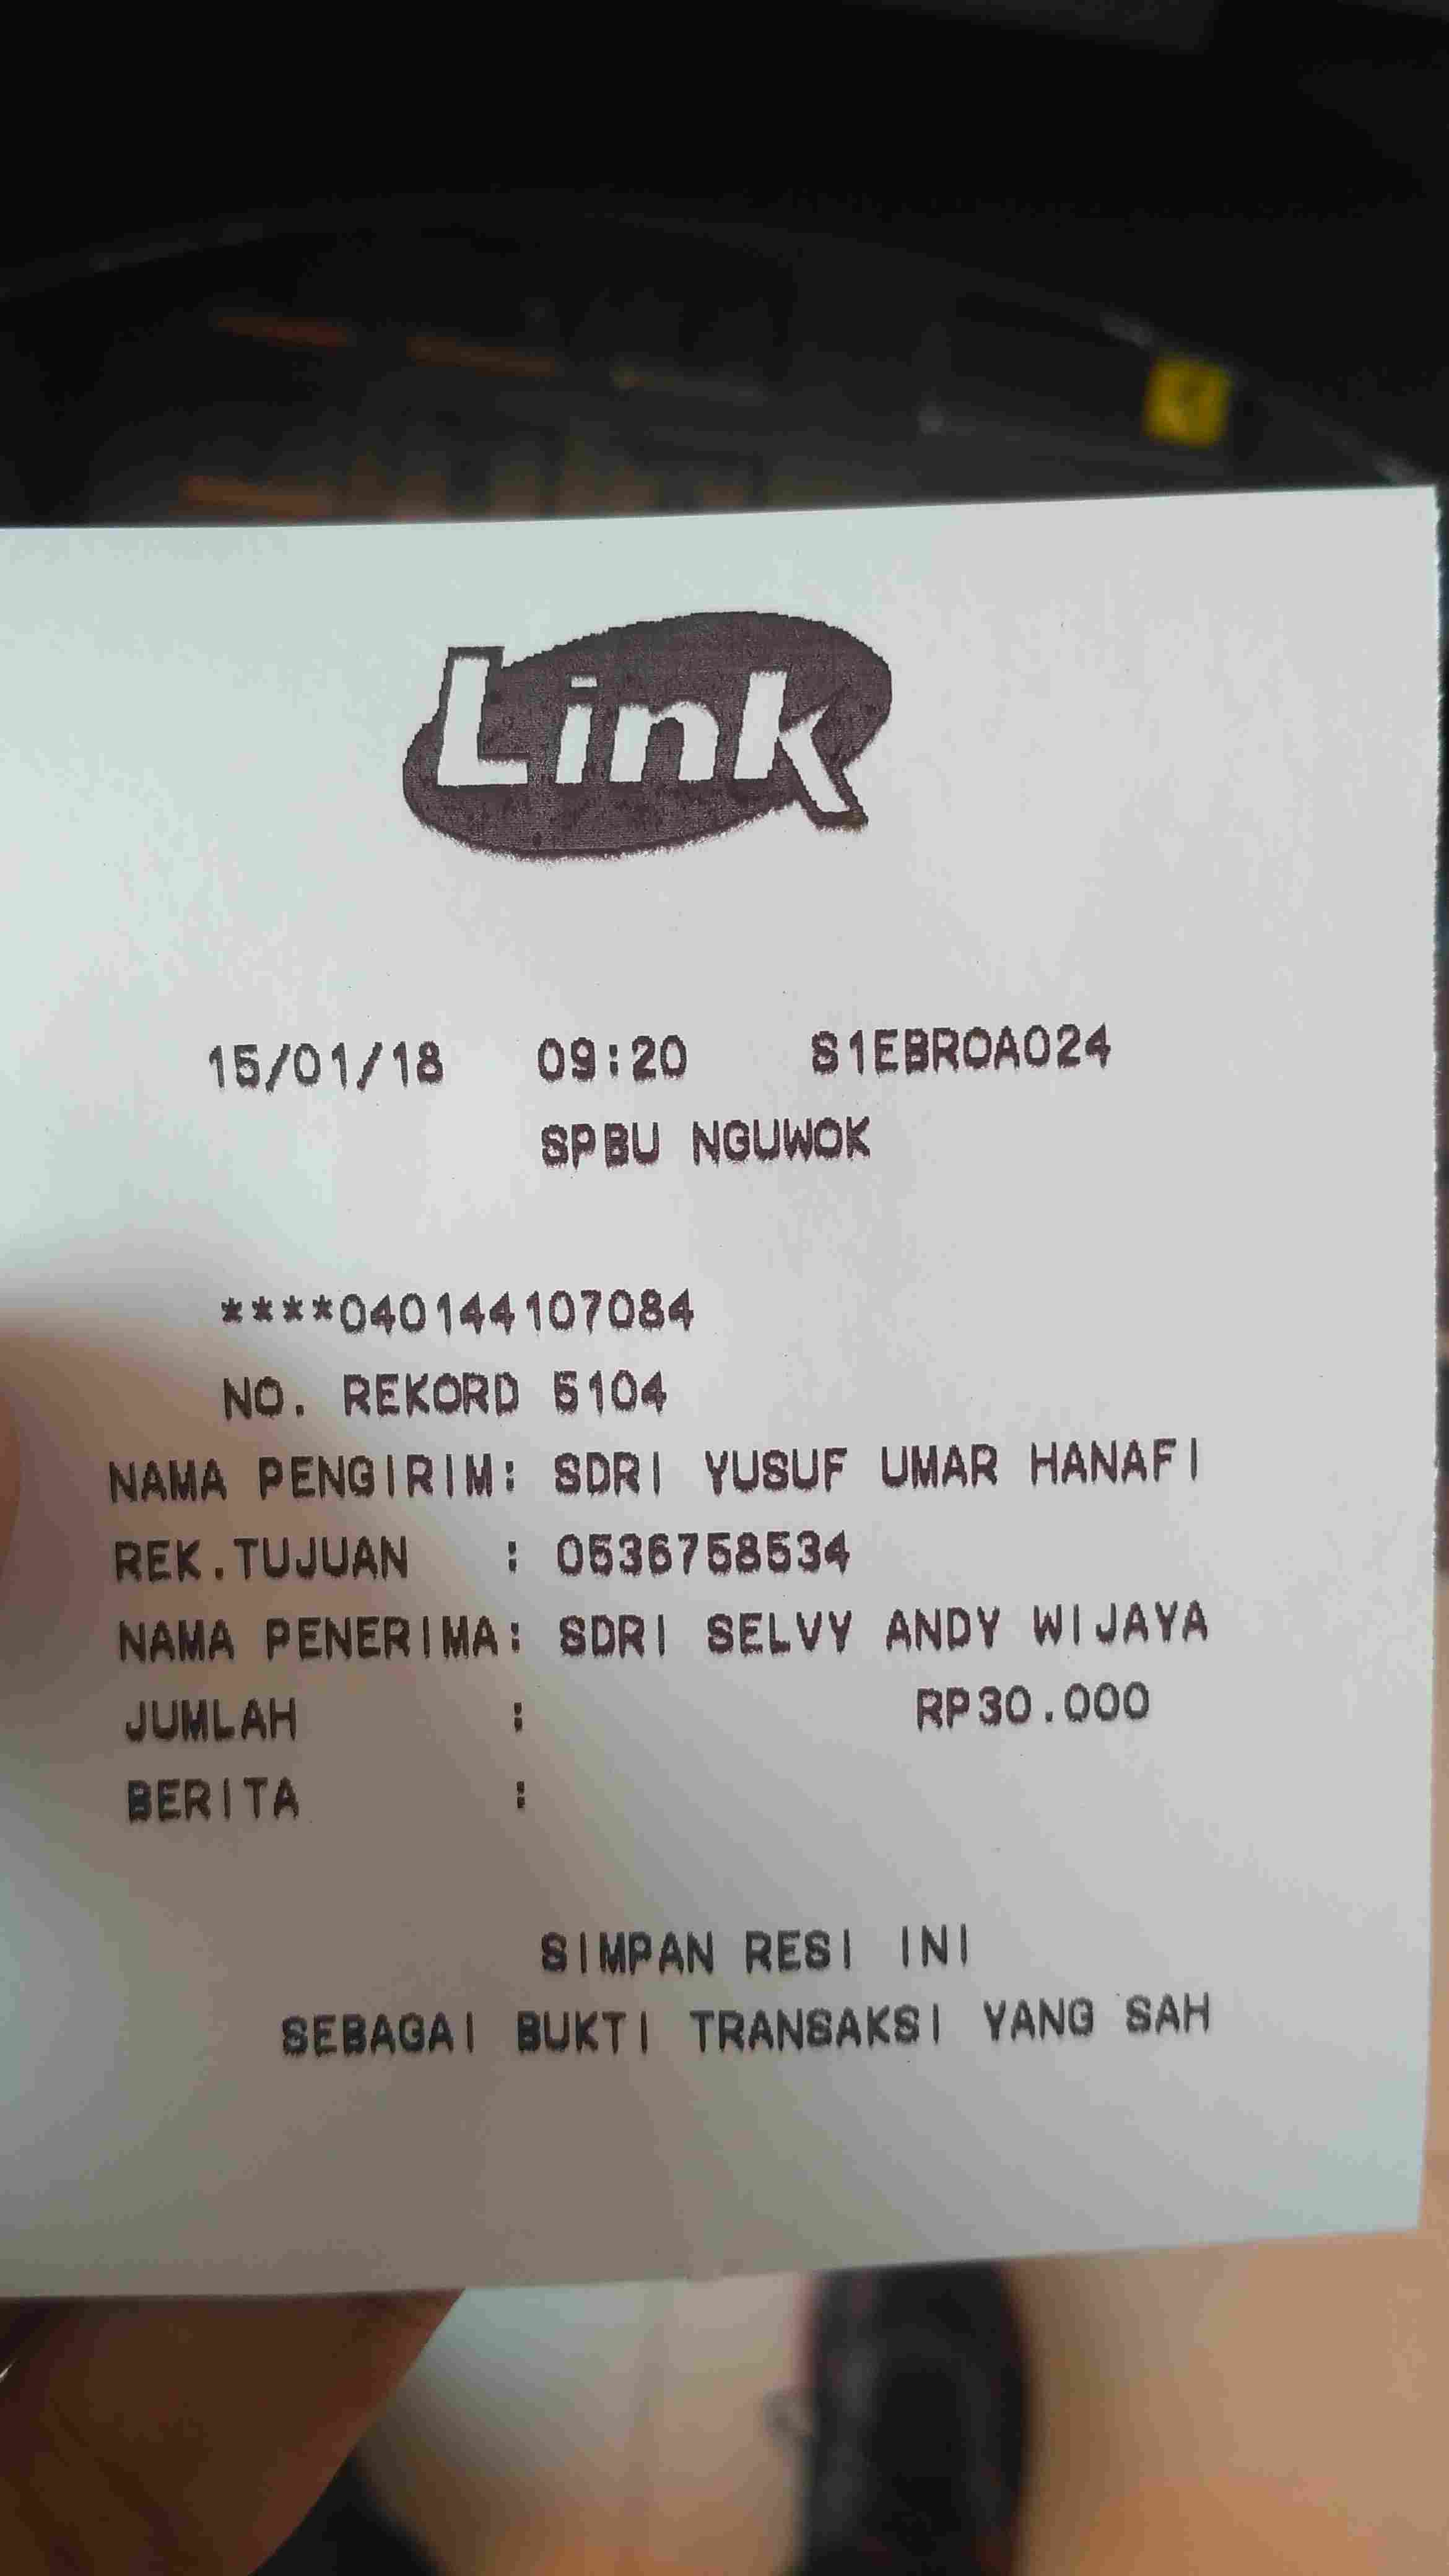 Link
15/01/18 09:20 S1EBROA024
SPBU NGUWOK
****040144107084
NO. REKORD 5104
NAMA PENGIRIM: SDRI YUSUF UMAR HANAFI
REK.TUJUAN : 0536758534
NAMA PENERIMA: SDRI SELVY ANDY WIJAYA
JUMLAH : RP30.000
BERITA :
SIMPAN RESI INI
SEBAGAI BUKTI TRANSAKSI YANG SAH